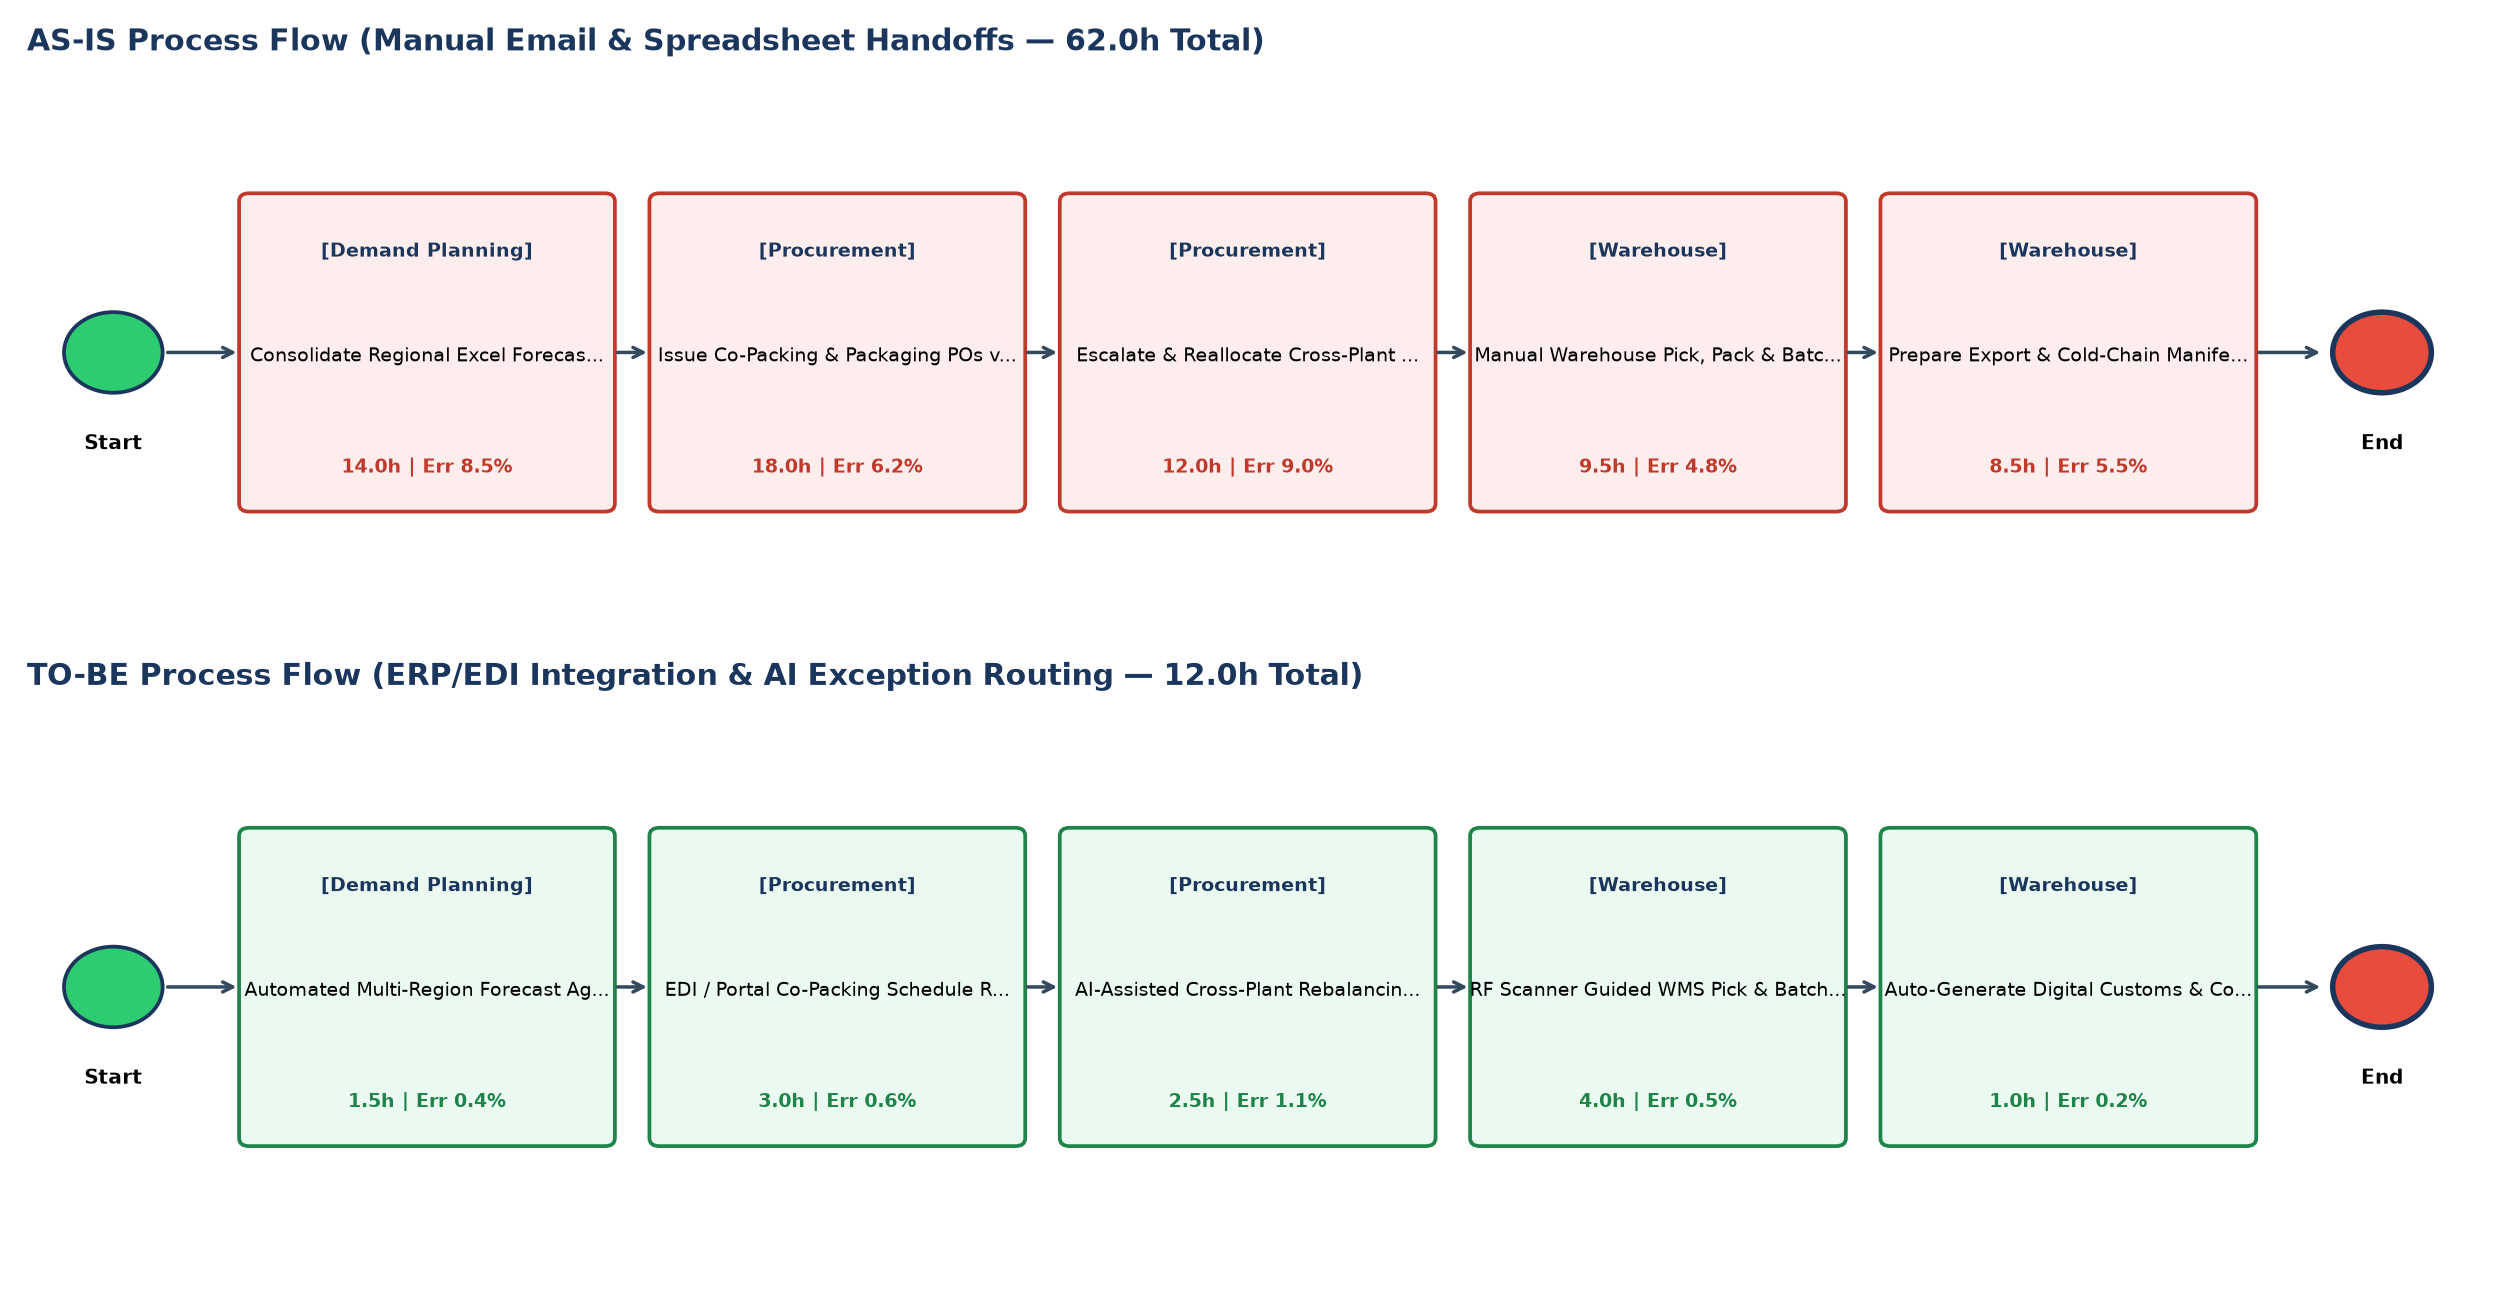 AS-IS Process Flow (Manual Email & Spreadsheet Handoffs — 62.0h Total)
[Demand Planning]
Consolidate Regional Excel Forecas...
14.0h | Err 8.5%
[Procurement]
Issue Co-Packing & Packaging POs v...
18.0h | Err 6.2%
[Procurement]
Escalate & Reallocate Cross-Plant ...
12.0h | Err 9.0%
[Warehouse]
Manual Warehouse Pick, Pack & Batc...
9.5h | Err 4.8%
[Warehouse]
Prepare Export & Cold-Chain Manife...
8.5h | Err 5.5%
Start
End
TO-BE Process Flow (ERP/EDI Integration & AI Exception Routing — 12.0h Total)
[Demand Planning]
Automated Multi-Region Forecast Ag...
1.5h | Err 0.4%
[Procurement]
EDI / Portal Co-Packing Schedule R...
3.0h | Err 0.6%
[Procurement]
AI-Assisted Cross-Plant Rebalancin...
2.5h | Err 1.1%
[Warehouse]
RF Scanner Guided WMS Pick & Batch...
4.0h | Err 0.5%
[Warehouse]
Auto-Generate Digital Customs & Co...
1.0h | Err 0.2%
Start
End